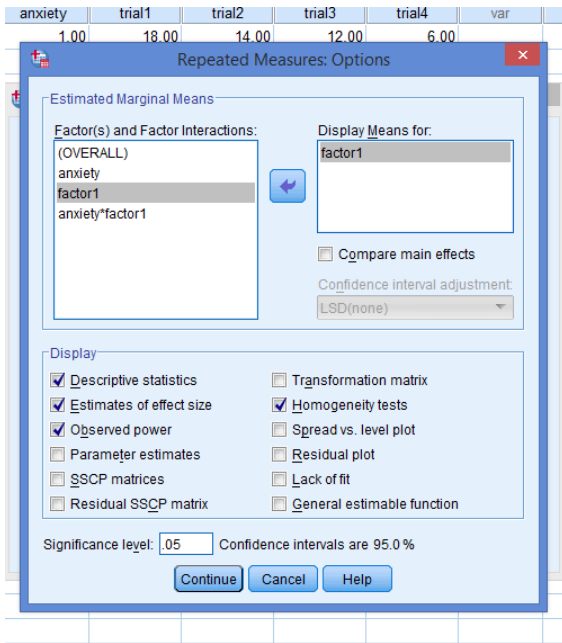 anxiety trial1 trial2 trial3 trial4 var
1.00 18.00 14.00 12.00 6.00
Repeated Measures: Options
Estimated Marginal Means
Factor(s) and Factor Interactions:
(OVERALL)
anxiety
factor1
anxiety*factor1
Display Means for:
factor1
Compare main effects
Confidence interval adjustment:
LSD(none)
Display
Descriptive statistics
Estimates of effect size
Observed power
Parameter estimates
SSCP matrices
Residual SSCP matrix
Transformation matrix
Homogeneity tests
Spread vs. level plot
Residual plot
Lack of fit
General estimable function
Significance level: .05 Confidence intervals are 95.0 %
Continue Cancel Help